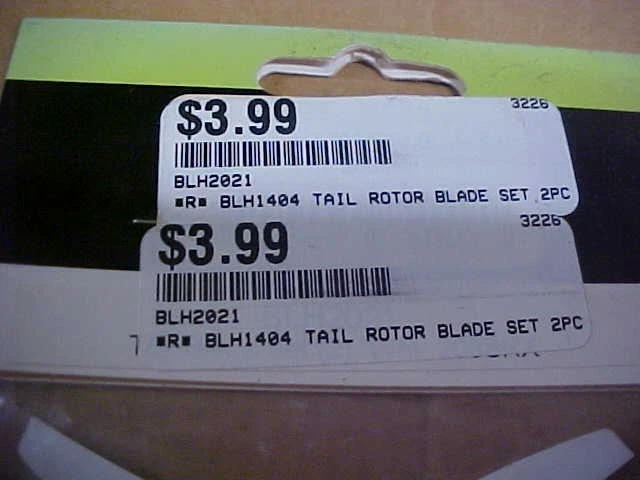 $3.99 3226
BLH2021
*R* BLH1404 TAIL ROTOR BLADE SET 2PC
$3.99 3226
BLH2021
*R* BLH1404 TAIL ROTOR BLADE SET 2PC